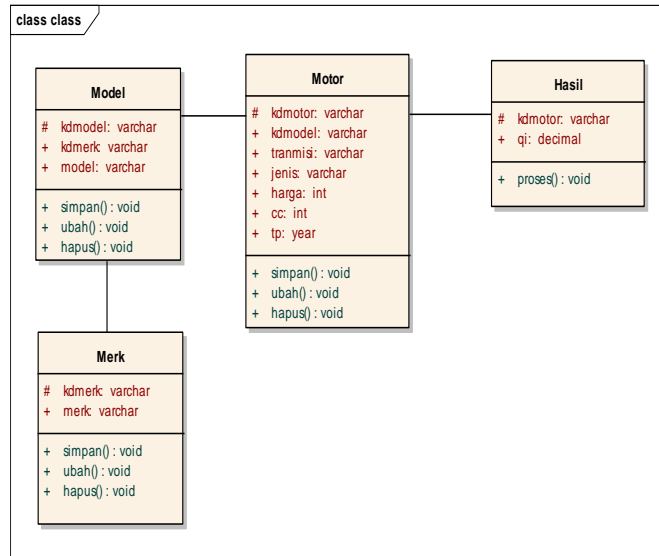 class class
Model
# kdmodel: varchar
+ kdmerk: varchar
+ model: varchar
+ simpan() : void
+ ubah() : void
+ hapus() : void
Motor
# kdmotor: varchar
+ kdmodel: varchar
+ tranmisi: varchar
+ jenis: varchar
+ harga: int
+ cc: int
+ tp: year
+ simpan() : void
+ ubah() : void
+ hapus() : void
Hasil
# kdmotor: varchar
+ qi: decimal
+ proses() : void
Merk
# kdmerk: varchar
+ merk: varchar
+ simpan() : void
+ ubah() : void
+ hapus() : void